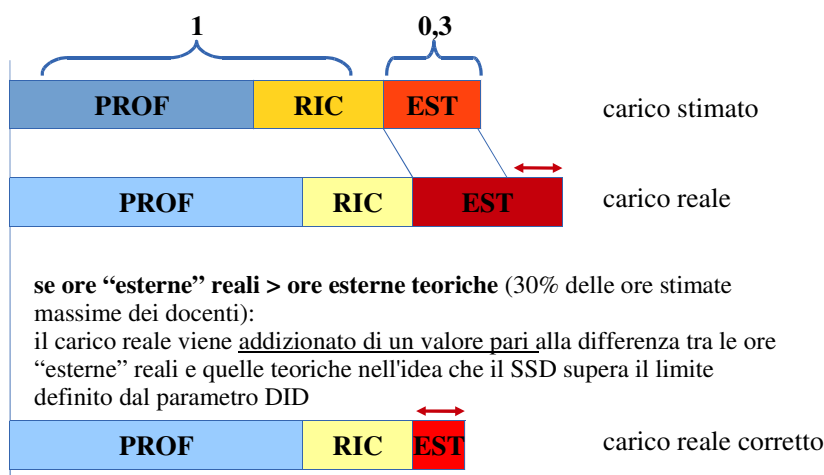 1 0,3
PROF RIC EST carico stimato
PROF RIC EST carico reale
se ore “esterne” reali > ore esterne teoriche (30% delle ore stimate
massime dei docenti):
il carico reale viene addizionato di un valore pari alla differenza tra le ore
“esterne” reali e quelle teoriche nell'idea che il SSD supera il limite
definito dal parametro DID
PROF RIC EST carico reale corretto